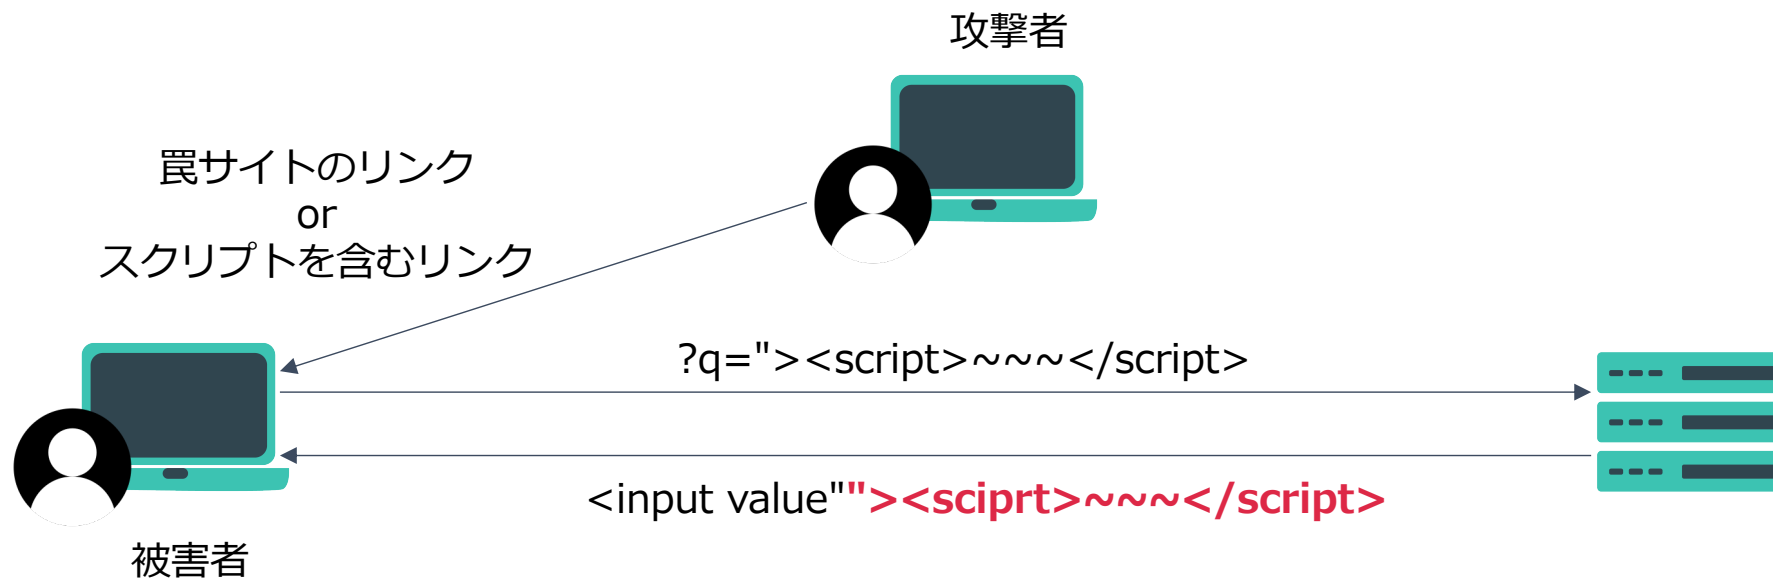 攻撃者
罠サイトのリンク
or
スクリプトを含むリンク
?q="><script>~~~</script>
<input value""><sciprt>~~~</script>
被害者